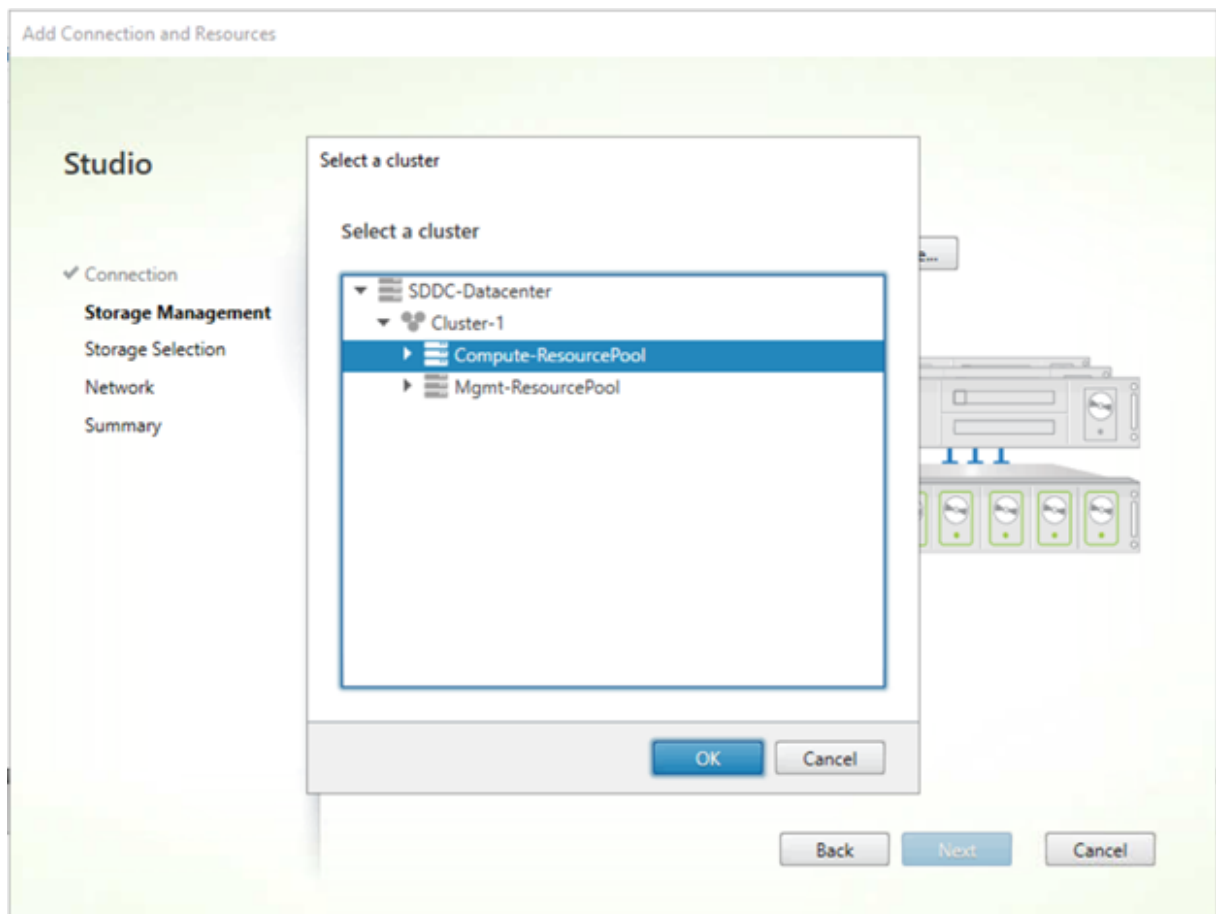 Add Connection and Resources
Studio
Connection
Storage Management
Storage Selection
Network
Summary
Select a cluster
Select a cluster
SDDC-Datacenter
Cluster-1
Compute-ResourcePool
Mgmt-ResourcePool
OK Cancel
Back Next Cancel